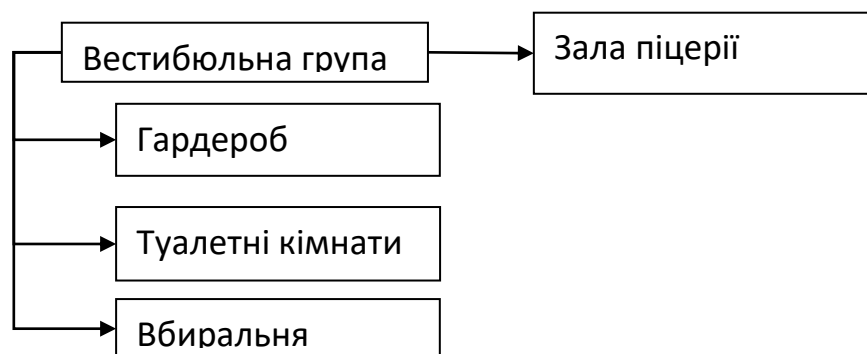 Вестибюльна група
Зала піцерії
Гардероб
Туалетні кімнати
Вбиральня